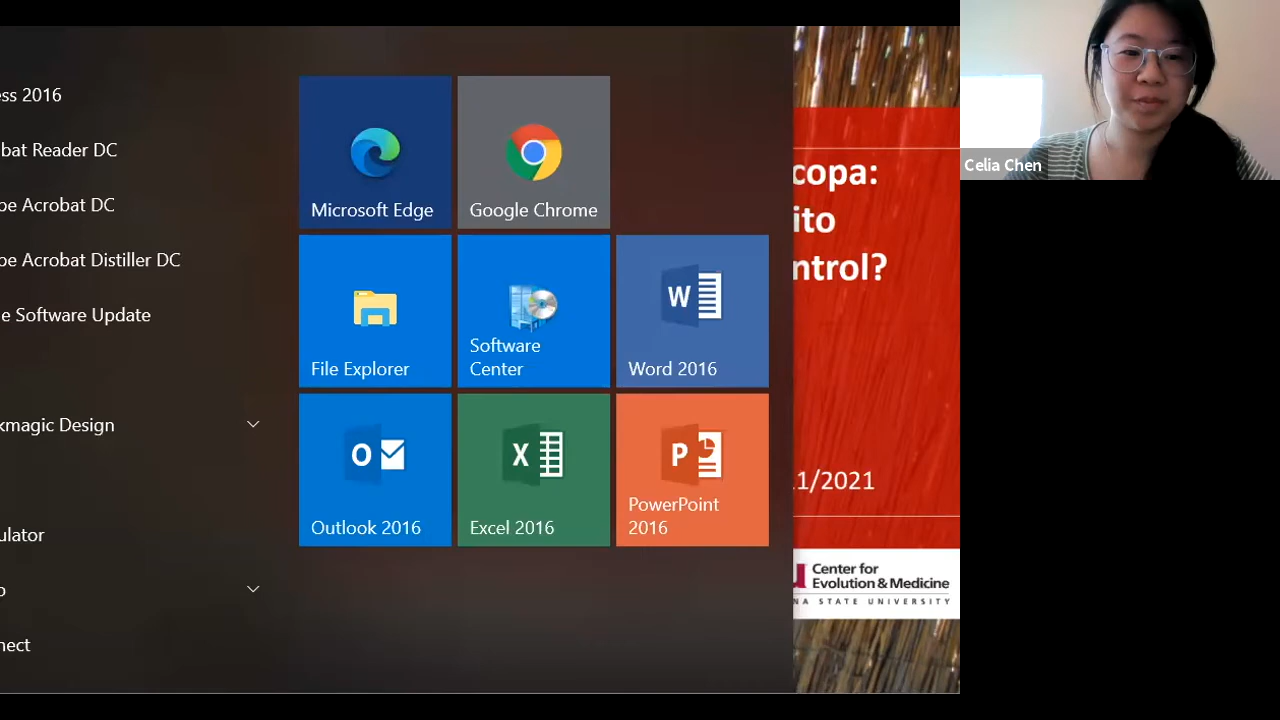 ess 2016
bat Reader DC
be Acrobat DC
be Acrobat Distiller DC
e Software Update
kmagic Design
ulator
o
nect
Microsoft Edge
Google Chrome
File Explorer
Software
Center
W
Word 2016
O
Outlook 2016
X
Excel 2016
P
PowerPoint
2016
copa:
ito
ntrol?
11/2021
U
Center for
Evolution & Medicine
NA STATE UNIVERSITY
Celia Chen